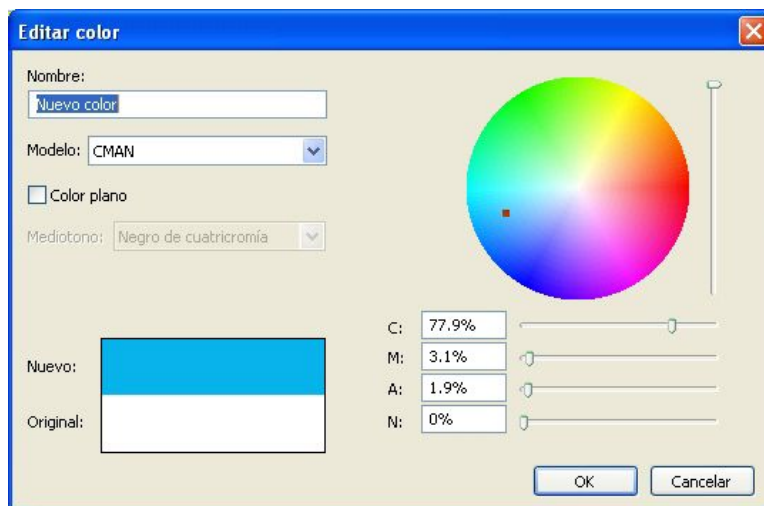 Editar color
Nombre:
Nuevo color
Modelo: CMAN
Color plano
Mediotono: Negro de cuatricromía
Nuevo:
Original:
C: 77.9%
M: 3.1%
A: 1.9%
N: 0%
OK Cancelar